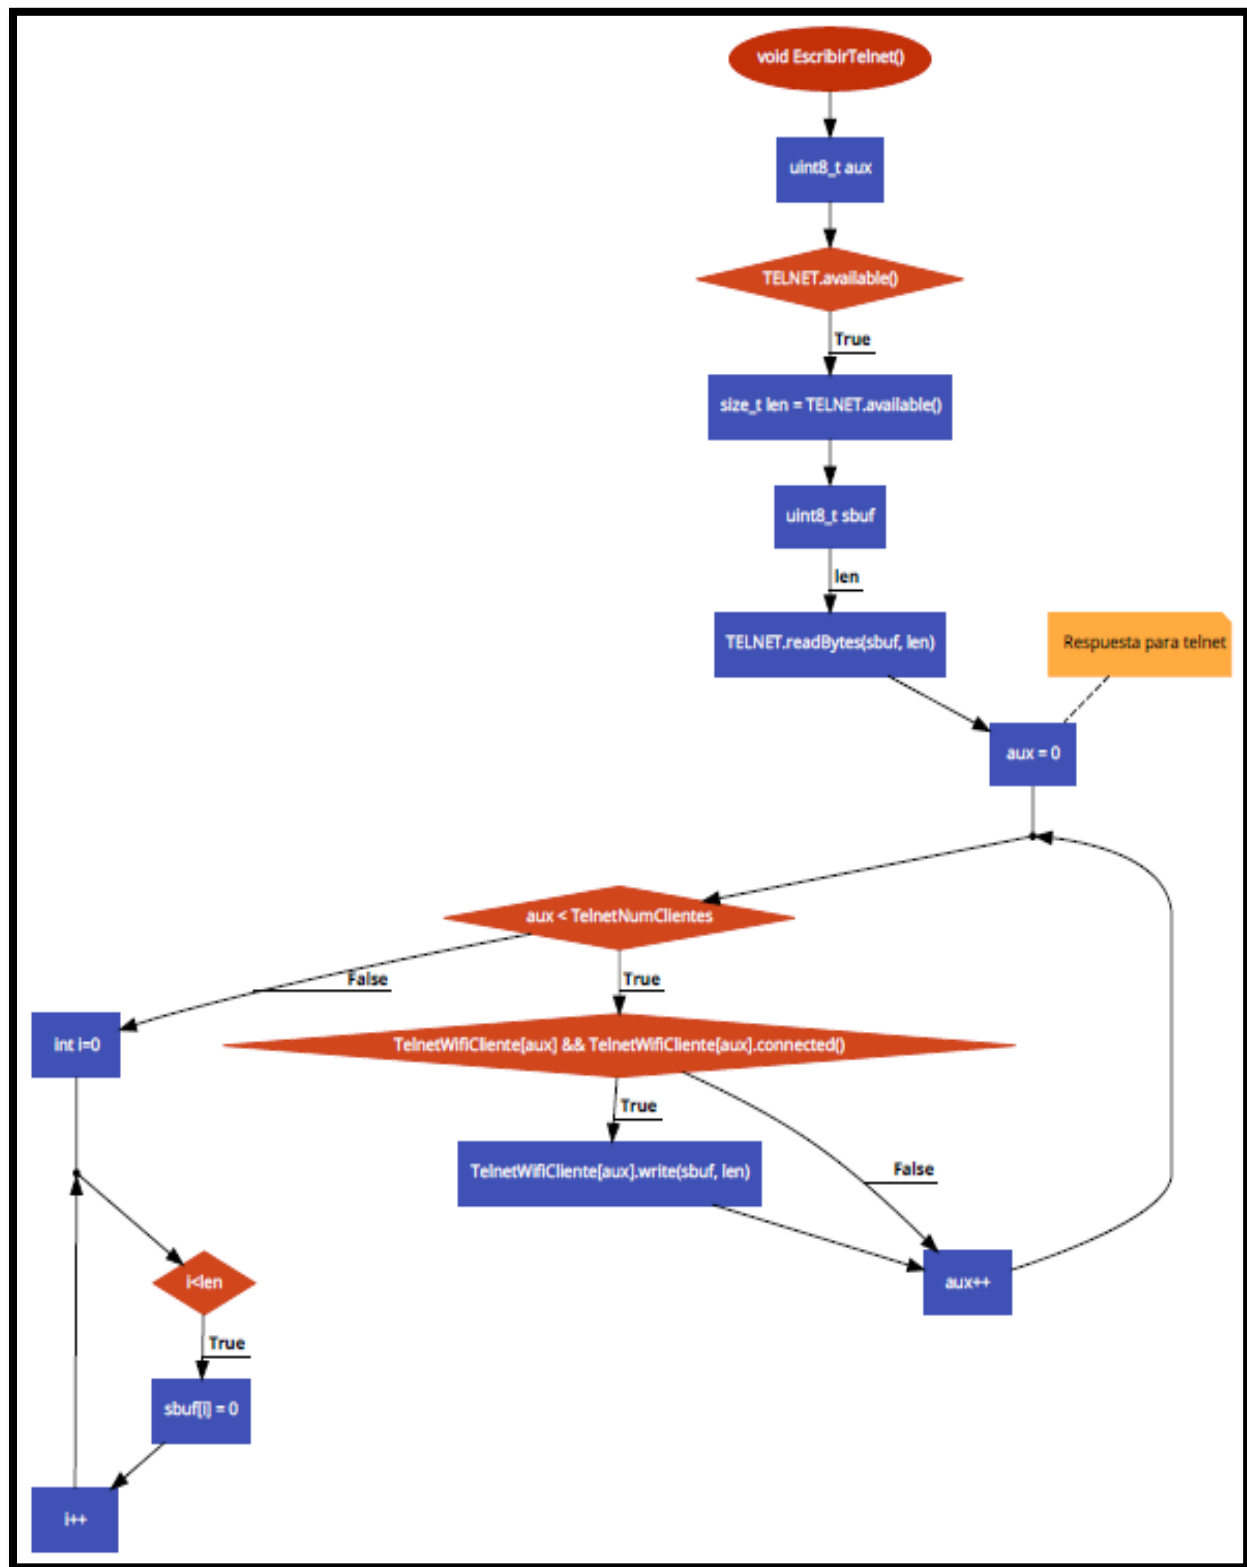 void EscribirTelnet()
uint8_t aux
TELNET.available()
True
size_t len = TELNET.available()
uint8_t sbuf
len
TELNET.readBytes(sbuf, len)
Respuesta para telnet
aux = 0
aux < TelnetNumClientes
False
True
int i=0
TelnetWifiCliente[aux] && TelnetWifiCliente[aux].connected()
True
False
TelnetWifiCliente[aux].write(sbuf, len)
aux++
i<len
True
sbuf[i] = 0
i++